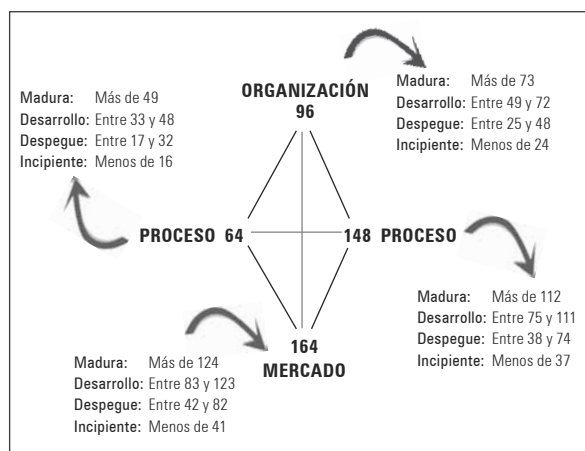 ORGANIZACIÓN
96
Madura: Más de 73
Desarrollo: Entre 49 y 72
Despegue: Entre 25 y 48
Incipiente: Menos de 24
Madura: Más de 49
Desarrollo: Entre 33 y 48
Despegue: Entre 17 y 32
Incipiente: Menos de 16
PROCESO 64
148 PROCESO
Madura: Más de 112
Desarrollo: Entre 75 y 111
Despegue: Entre 38 y 74
Incipiente: Menos de 37
164
MERCADO
Madura: Más de 124
Desarrollo: Entre 83 y 123
Despegue: Entre 42 y 82
Incipiente: Menos de 41